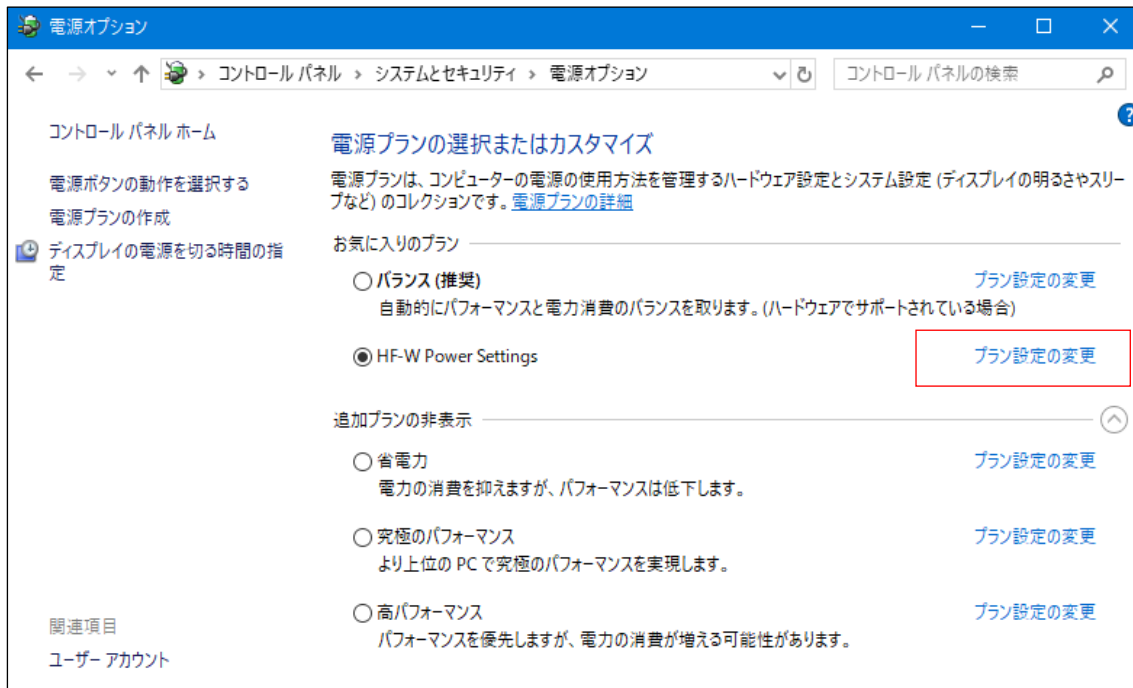 電源オプション
コントロール パネル › システムとセキュリティ › 電源オプション
コントロール パネルの検索
コントロール パネル ホーム
電源ボタンの動作を選択する
電源プランの作成
ディスプレイの電源を切る時間の指
定
関連項目
ユーザー アカウント
?
電源プランの選択またはカスタマイズ
電源プランは、コンピューターの電源の使用方法を管理するハードウェア設定とシステム設定 (ディスプレイの明るさやスリー
プなど) のコレクションです。電源プランの詳細
お気に入りのプラン
バランス (推奨) プラン設定の変更
自動的にパフォーマンスと電力消費のバランスを取ります。(ハードウェアでサポートされている場合)
HF-W Power Settings プラン設定の変更
追加プランの非表示
省電力 プラン設定の変更
電力の消費を抑えますが、パフォーマンスは低下します。
究極のパフォーマンス プラン設定の変更
より上位の PC で究極のパフォーマンスを実現します。
高パフォーマンス プラン設定の変更
パフォーマンスを優先しますが、電力の消費が増える可能性があります。